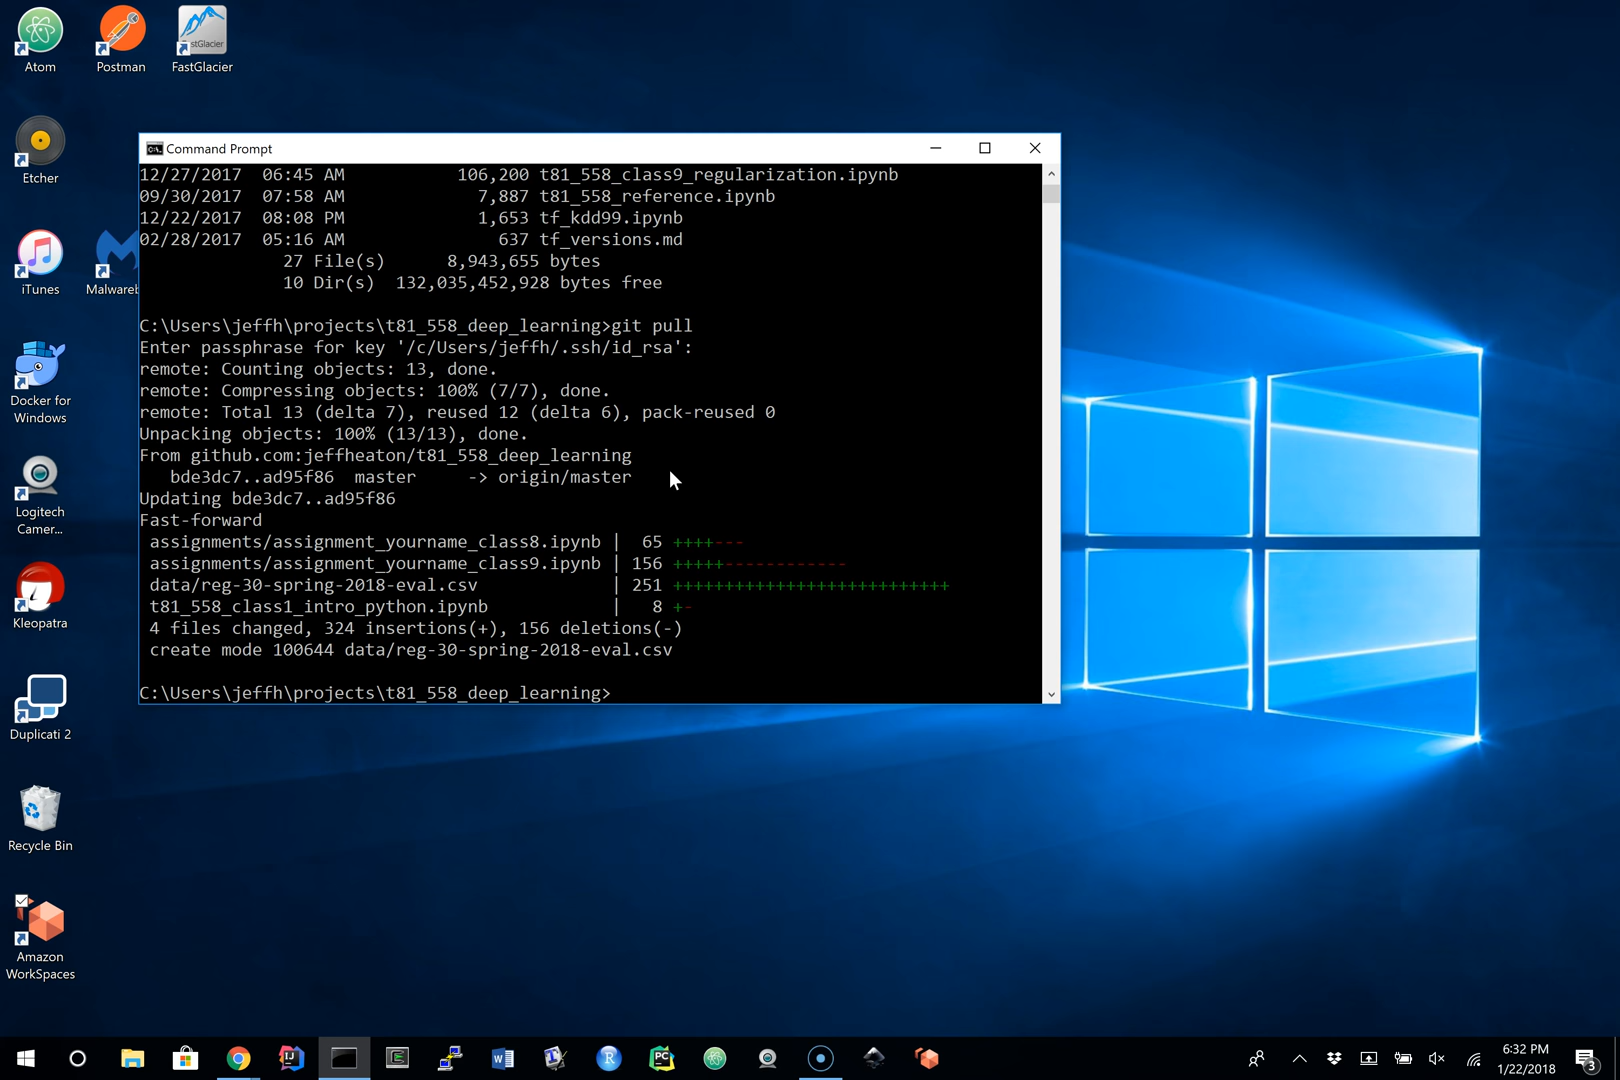 Atom
Postman
stGlacier
FastGlacier
Etcher
iTunes
Malwareb
Docker for
Windows
Logitech
Camer...
Kleopatra
Duplicati 2
Recycle Bin
Amazon
WorkSpaces
Command Prompt
12/27/2017  06:45 AM           106,200 t81_558_class9_regularization.ipynb
09/30/2017  07:58 AM             7,887 t81_558_reference.ipynb
12/22/2017  08:08 PM             1,653 tf_kdd99.ipynb
02/28/2017  05:16 AM               637 tf_versions.md
27 File(s)      8,943,655 bytes
10 Dir(s)  132,035,452,928 bytes free
C:\Users\jeffh\projects\t81_558_deep_learning>git pull
Enter passphrase for key '/c/Users/jeffh/.ssh/id_rsa':
remote: Counting objects: 13, done.
remote: Compressing objects: 100% (7/7), done.
remote: Total 13 (delta 7), reused 12 (delta 6), pack-reused 0
Unpacking objects: 100% (13/13), done.
From github.com:jeffheaton/t81_558_deep_learning
bde3dc7..ad95f86  master     -> origin/master
Updating bde3dc7..ad95f86
Fast-forward
assignments/assignment_yourname_class8.ipynb |  65 ++++---
assignments/assignment_yourname_class9.ipynb | 156 +++++------------
data/reg-30-spring-2018-eval.csv             | 251 +++++++++++++++++++++++++++
t81_558_class1_intro_python.ipynb            |   8 +-
4 files changed, 324 insertions(+), 156 deletions(-)
create mode 100644 data/reg-30-spring-2018-eval.csv
C:\Users\jeffh\projects\t81_558_deep_learning>
6:32 PM
1/22/2018
3